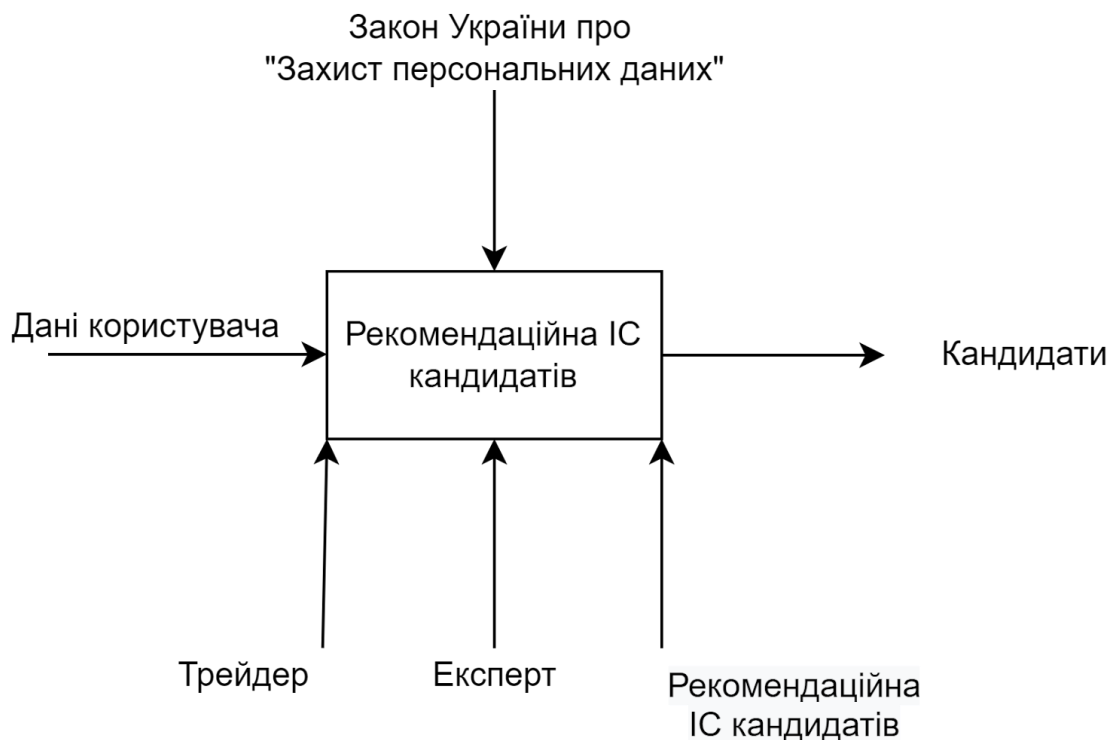 Закон України про
"Захист персональних даних"
Дані користувача
Рекомендаційна ІС
кандидатів
Кандидати
Трейдер
Експерт
Рекомендаційна
ІС кандидатів